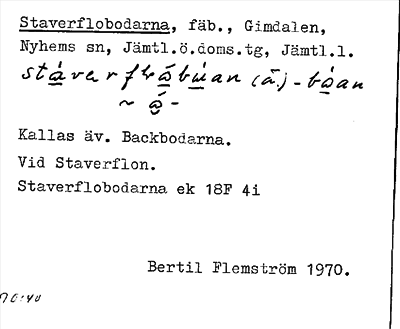 Staverflobodarna, fäb., Gimdalen,
Nyhems sn, Jämtl.ö.doms.tg, Jämtl.l.
Kallas äv. Backbodarna.
Vid Staverflon.
Staverflobodarna ek 18F 4i
Bertil Flemström 1970.